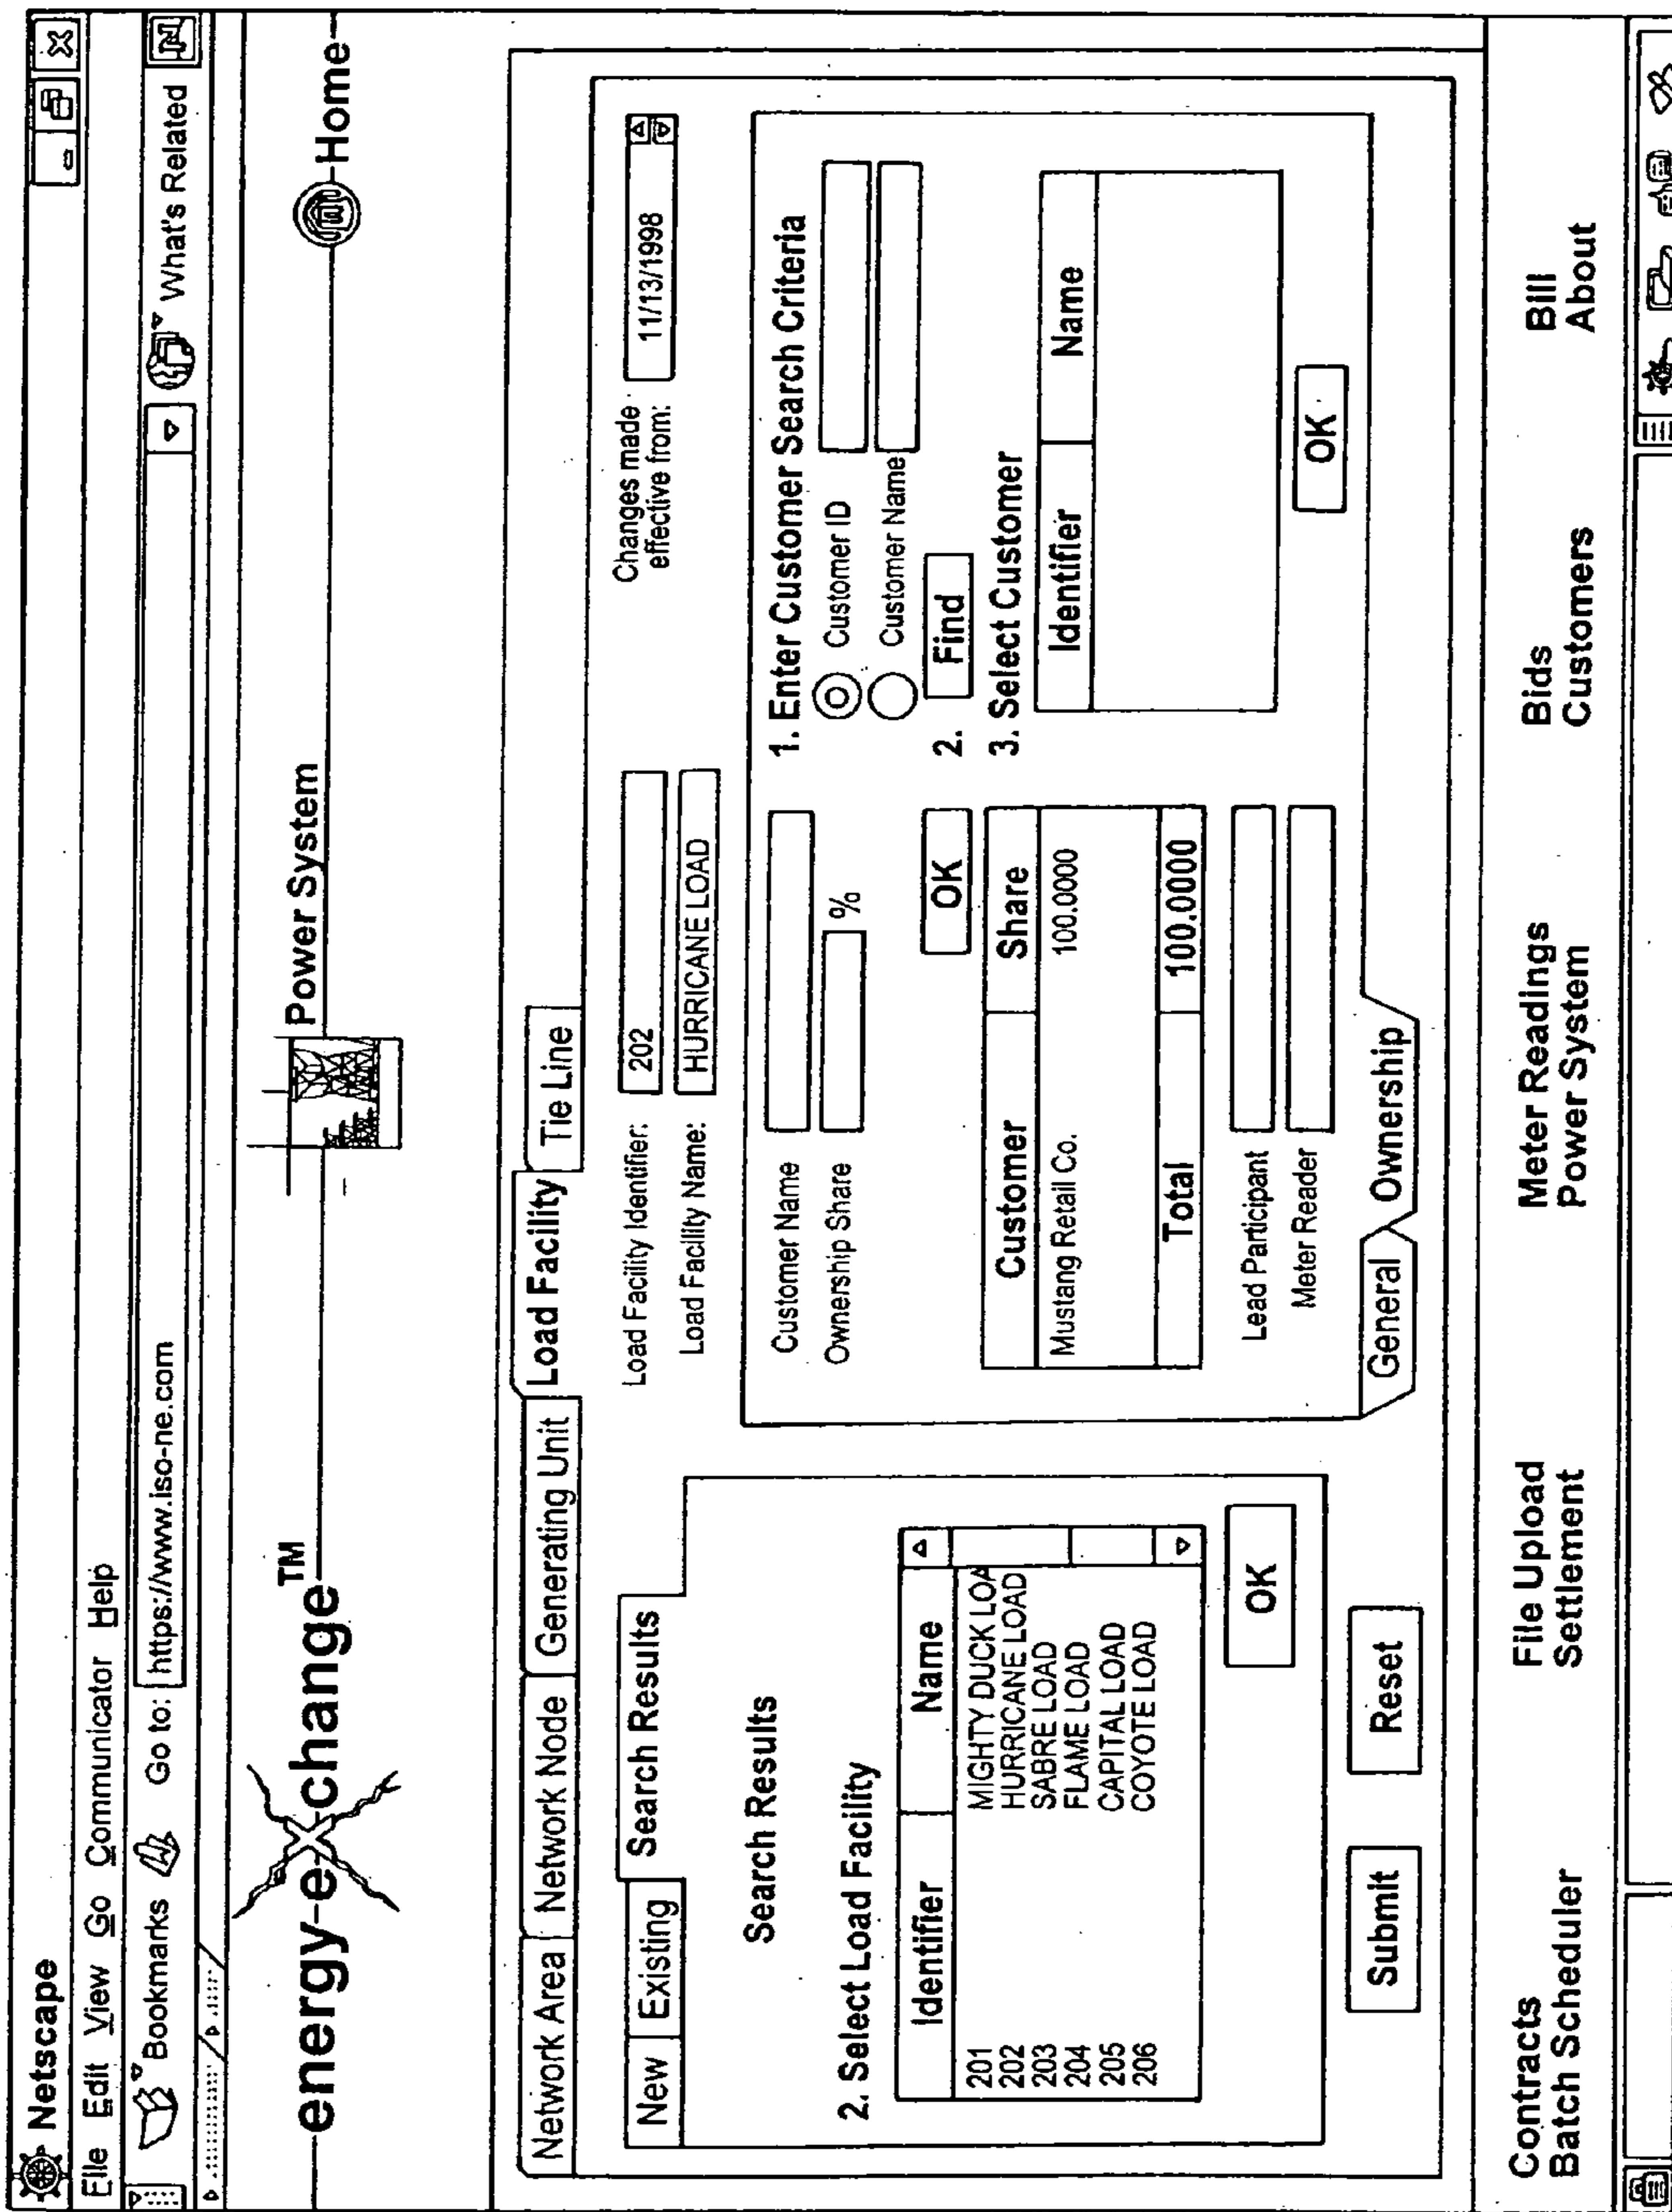 Netscape
File Edit View Go Communicator Help
Bookmarks Go to: https://www.iso-ne.com What's Related
energy-e-x-change™ Power System Home
Network Area Network Node Generating Unit Load Facility Tie Line
New Existing Search Results
Search Results
2. Select Load Facility
Identifier Name
201 MIGHTY DUCK LOA
202 HURRICANE LOAD
203 SABRE LOAD
204 FLAME LOAD
205 CAPITAL LOAD
206 COYOTE LOAD
OK
Submit Reset
Load Facility Identifier: 202
Load Facility Name: HURRICANE LOAD
Changes made
effective from: 11/13/1998
Customer Name
Ownership Share %
OK
Customer Share
Mustang Retail Co. 100.0000
Total 100.0000
Lead Participant
Meter Reader
1. Enter Customer Search Criteria
Customer ID
Customer Name
2. Find
3. Select Customer
Identifier Name
OK
General Ownership
Contracts File Upload Meter Readings Bids Bill
Batch Scheduler Settlement Power System Customers About